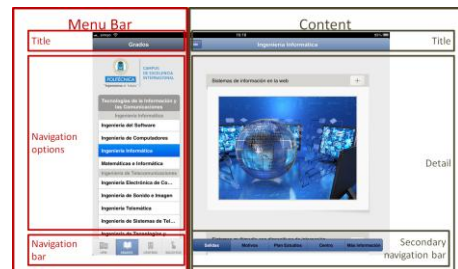 Menu Bar
Content
Title
Grados
Ingeniería Informática
Title
CAMPUS
DE EXCELENCIA
INTERNACIONAL
POLITÉCNICA
Tecnologías de la Información y
las Comunicaciones
Ingeniería Informática
Ingeniería del Software
Ingeniería de Computadores
Ingeniería Informática
Matemáticas e Informática
Ingeniería de Telecomunicaciones
Ingeniería Electrónica de Co...
Ingeniería de Sonido e Imagen
Ingeniería Telemática
Ingeniería de Sistemas de Tel...
Ingeniería de Tecnologías y
Navigation
options
Sistemas de información en la web
+
Detail
Navigation
bar
Salidas
Motivos
Plan Estudios
Centro
Más Información
Secondary
navigation bar